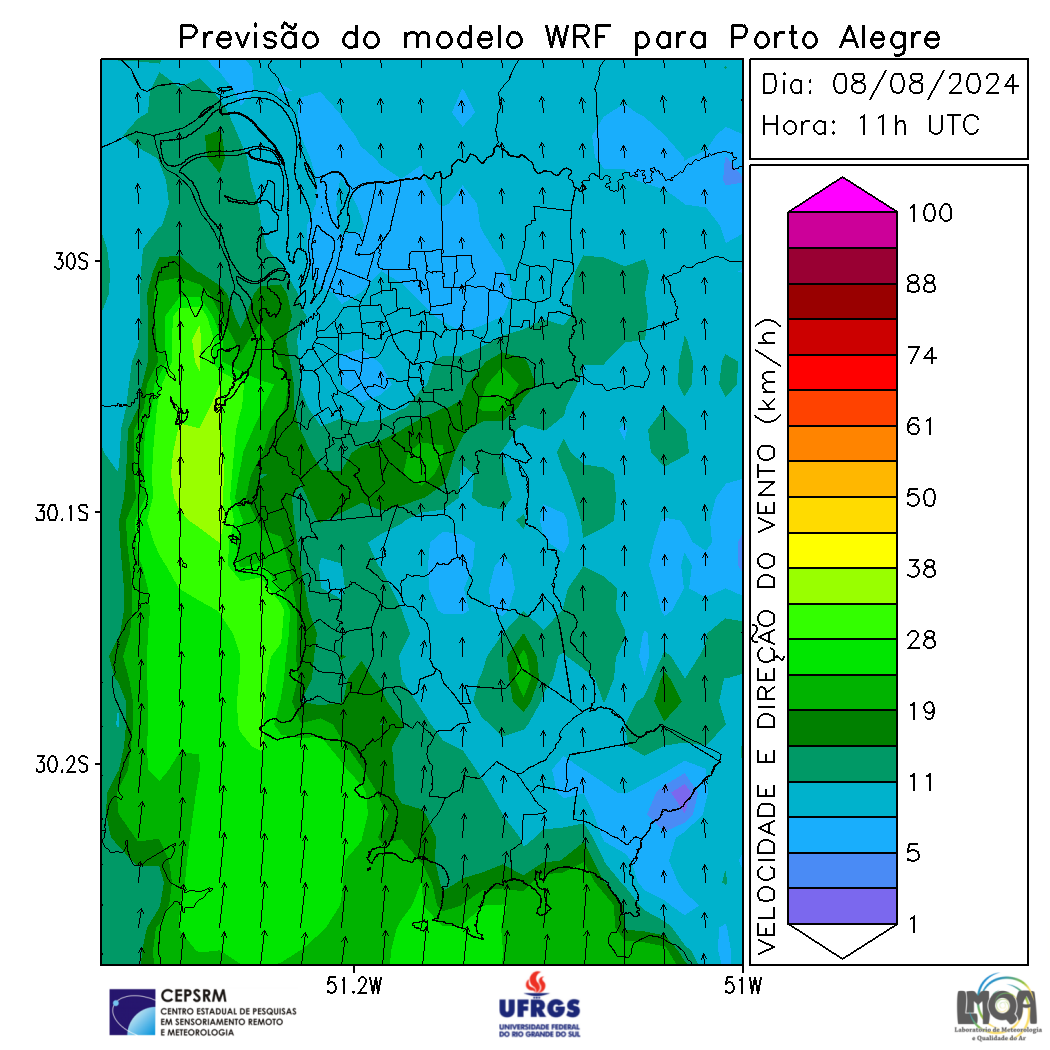 Previsão do modelo WRF para Porto Alegre
Dia: 08/08/2024
Hora: 11h UTC
30S
30.1S
30.2S
51.2W
51W
VELOCIDADE E DIREÇÃO DO VENTO (km/h)
100
88
74
61
50
38
28
19
11
5
1
CEPSRM
CENTRO ESTADUAL DE PESQUISAS
EM SENSORIAMENTO REMOTO
E METEOROLOGIA
UFRGS
UNIVERSIDADE FEDERAL
DO RIO GRANDE DO SUL
LMQA
Laboratório de Meteorologia
e Qualidade do Ar